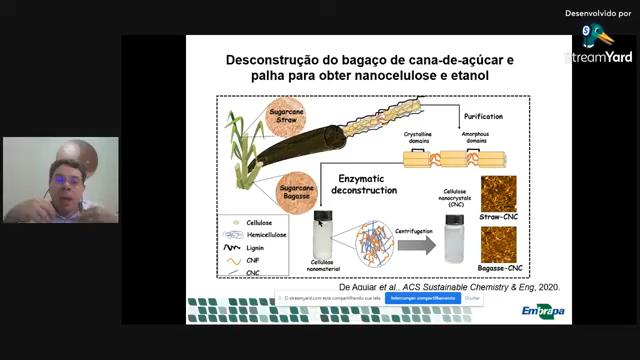 Desenvolvido por
StreamYard
Desconstrução do bagaço de cana-de-açúcar e
palha para obter nanocelulose e etanol
Sugarcane
Straw
Purification
Crystalline
domains
Amorphous
domains
Enzymatic
deconstruction
Sugarcane
Bagasse
Cellulose
nanocrystals
(CNC)
Straw-CNC
Cellulose
Hemicellulose
Lignin
CNF
CNC
Centrifugation
Cellulose
nanomaterial
Bagasse-CNC
De Aguiar et al., ACS Sustainable Chemistry & Eng, 2020.
O streamyard.com está compartilhando sua tela
Interromper compartilhamento
Ocultar
Embrapa